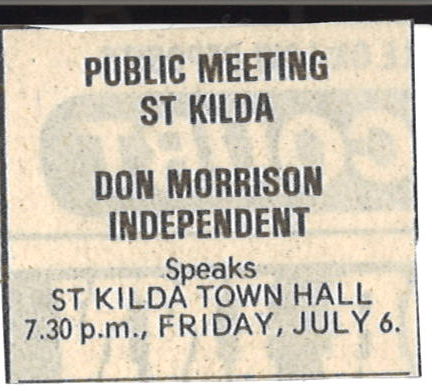 PUBLIC MEETING
ST KILDA
DON MORRISON
INDEPENDENT
Speaks
ST KILDA TOWN HALL
7.30 p.m., FRIDAY, JULY 6.